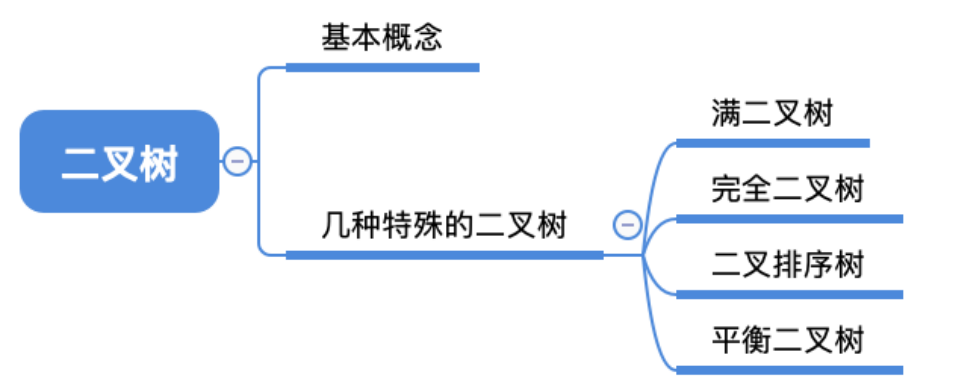 二叉树
基本概念
几种特殊的二叉树
满二叉树
完全二叉树
二叉排序树
平衡二叉树